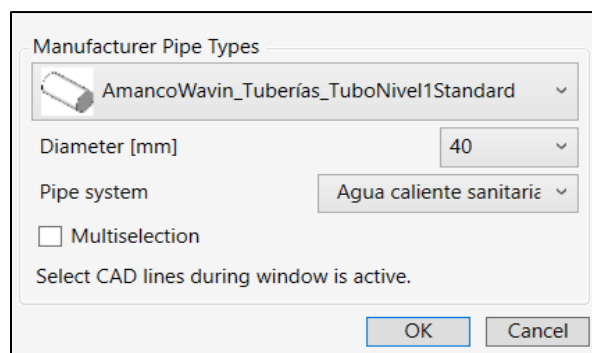 Manufacturer Pipe Types
AmancoWavin_Tuberías_TuboNivel1Standard
Diameter [mm] 40
Pipe system Agua caliente sanitaria
Multiselection
Select CAD lines during window is active.
OK Cancel